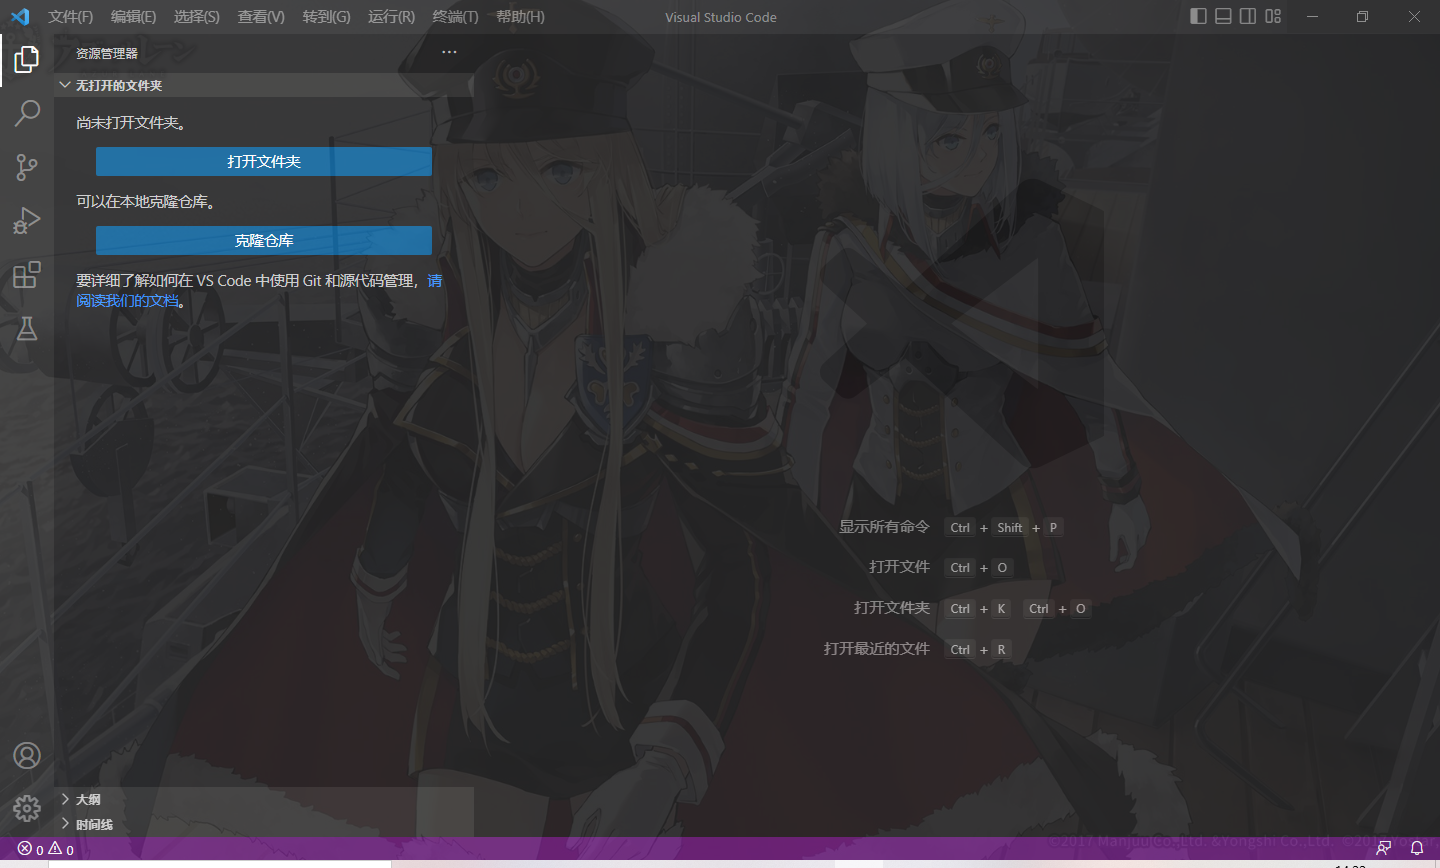 文件(F) 编辑(E) 选择(S) 查看(V) 转到(G) 运行(R) 终端(T) 帮助(H) Visual Studio Code
资源管理器
无打开的文件夹
尚未打开文件夹。
打开文件夹
可以在本地克隆仓库。
克隆仓库
要详细了解如何在 VS Code 中使用 Git 和源代码管理，请
阅读我们的文档。
显示所有命令 Ctrl + Shift + P
打开文件 Ctrl + O
打开文件夹 Ctrl + K Ctrl + O
打开最近的文件 Ctrl + R
大纲
时间线
©2017 Manjuu Co.,Ltd. &Yongshi Co.,Ltd.
0 0